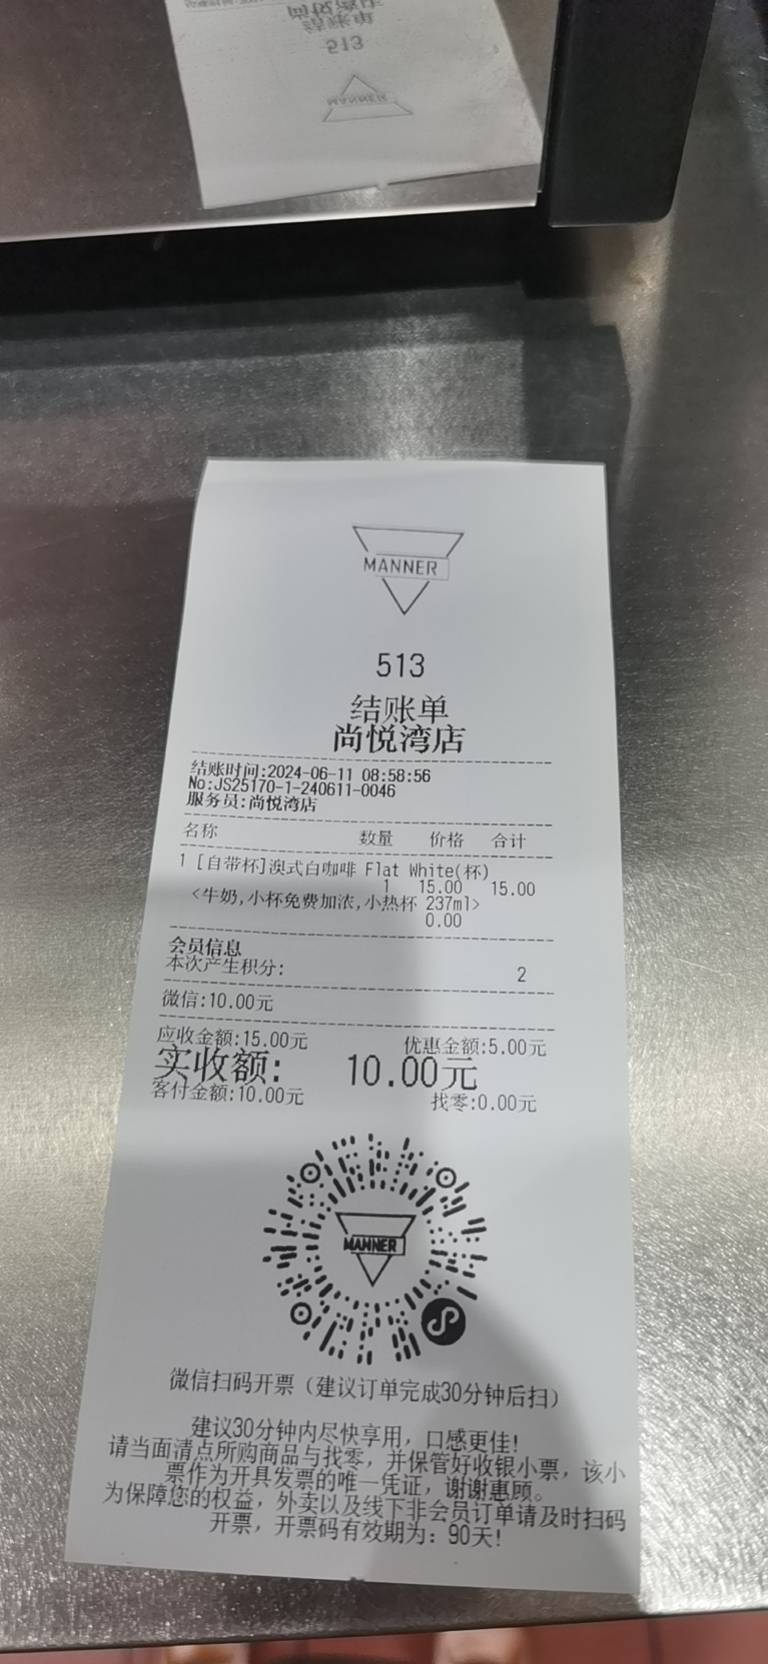 结账单
513
MANNER
MANNER
513
结账单
尚悦湾店
结账时间:2024-06-11 08:58:56
No:JS25170-1-240611-0046
服务员:尚悦湾店
名称 数量 价格 合计
1 [自带杯]澳式白咖啡 Flat White(杯)
1 15.00 15.00
<牛奶,小杯免费加浓,小热杯 237ml>
0.00
会员信息
本次产生积分: 2
微信:10.00元
应收金额:15.00元 优惠金额:5.00元
实收额: 10.00元
客付金额:10.00元 找零:0.00元
MANNER
微信扫码开票（建议订单完成30分钟后扫）
建议30分钟内尽快享用，口感更佳!
请当面清点所购商品与找零，并保管好收银小票，该小
票作为开具发票的唯一凭证，谢谢惠顾。
为保障您的权益，外卖以及线下非会员订单请及时扫码
开票，开票码有效期为：90天!